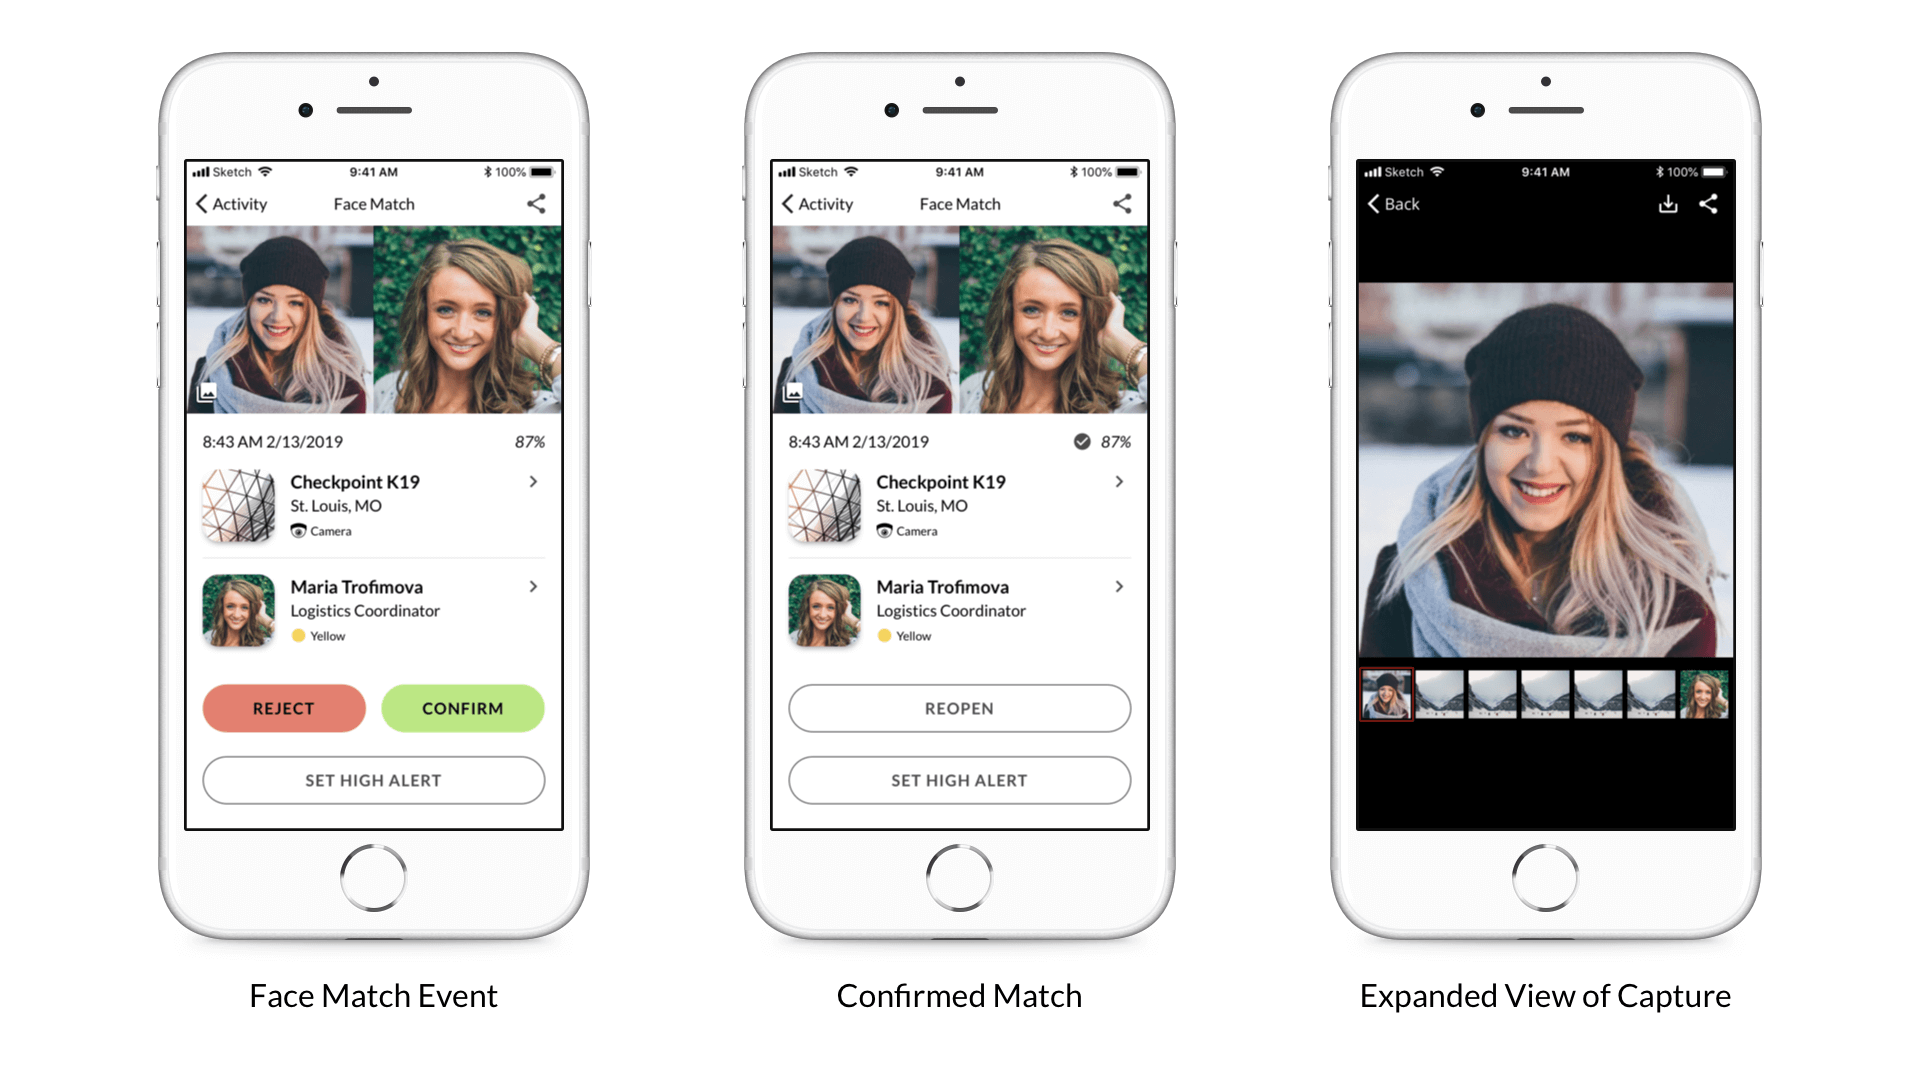 Sketch 9:41 AM 100%
Activity Face Match
8:43 AM 2/13/2019 87%
Checkpoint K19
St. Louis, MO
Camera
Maria Trofimova
Logistics Coordinator
Yellow
REJECT CONFIRM
SET HIGH ALERT
Face Match Event
Sketch 9:41 AM 100%
Activity Face Match
8:43 AM 2/13/2019 87%
Checkpoint K19
St. Louis, MO
Camera
Maria Trofimova
Logistics Coordinator
Yellow
REOPEN
SET HIGH ALERT
Confirmed Match
Sketch 9:41 AM 100%
Back
Expanded View of Capture